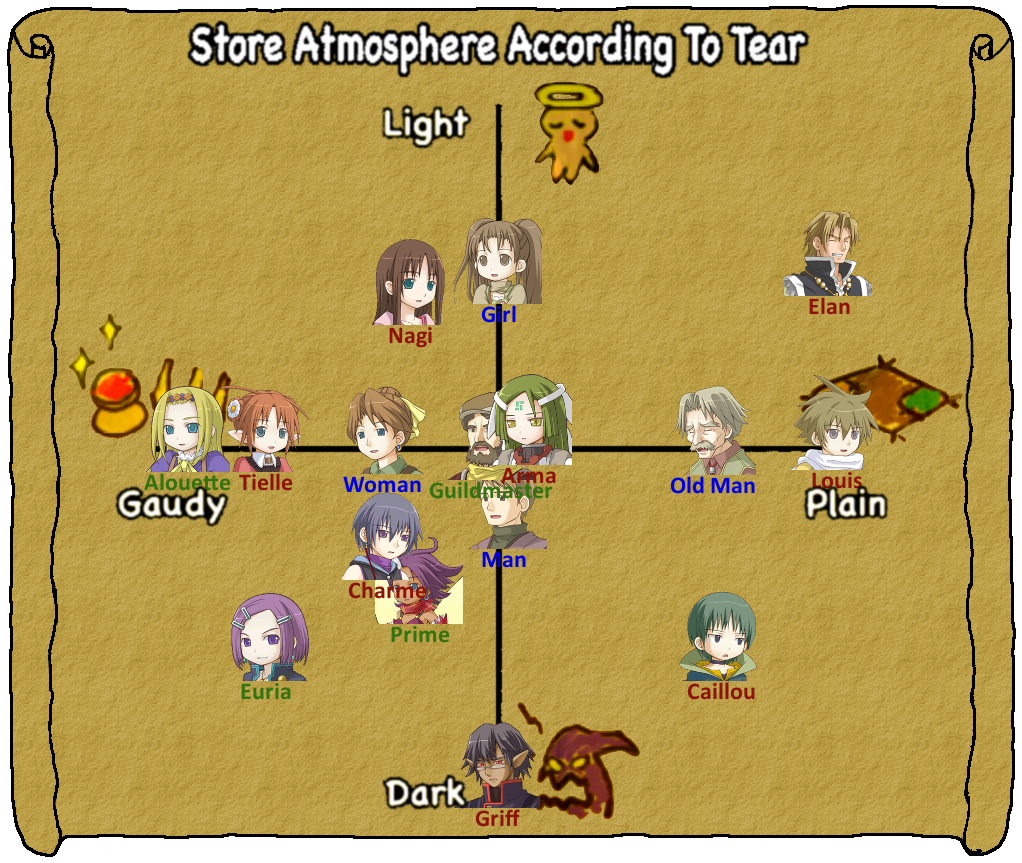 Store Atmosphere According To Tear
Light
Elan
Girl
Nagi
Alouette
Tielle
Woman
Guildmaster
Arma
Old Man
Louis
Gaudy
Plain
Man
Charme
Prime
Euria
Caillou
Dark
Griff